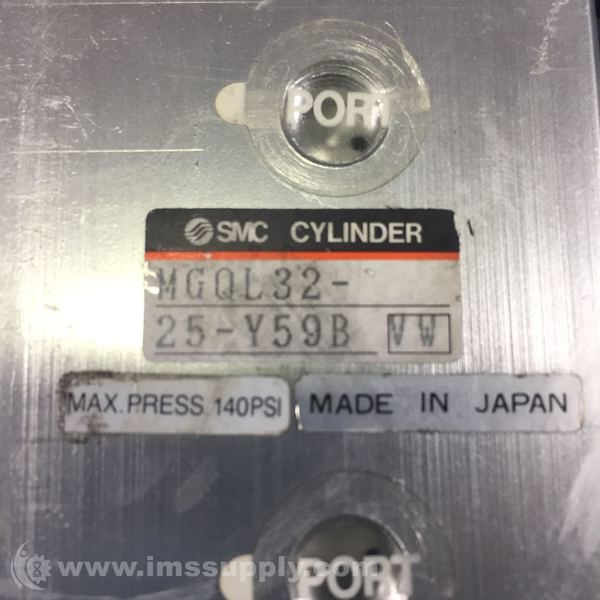 PORT
SMC CYLINDER
MGQL32-
25-Y59B VW
MAX.PRESS 140PSI
MADE IN JAPAN
PORT
www.imssupply.com